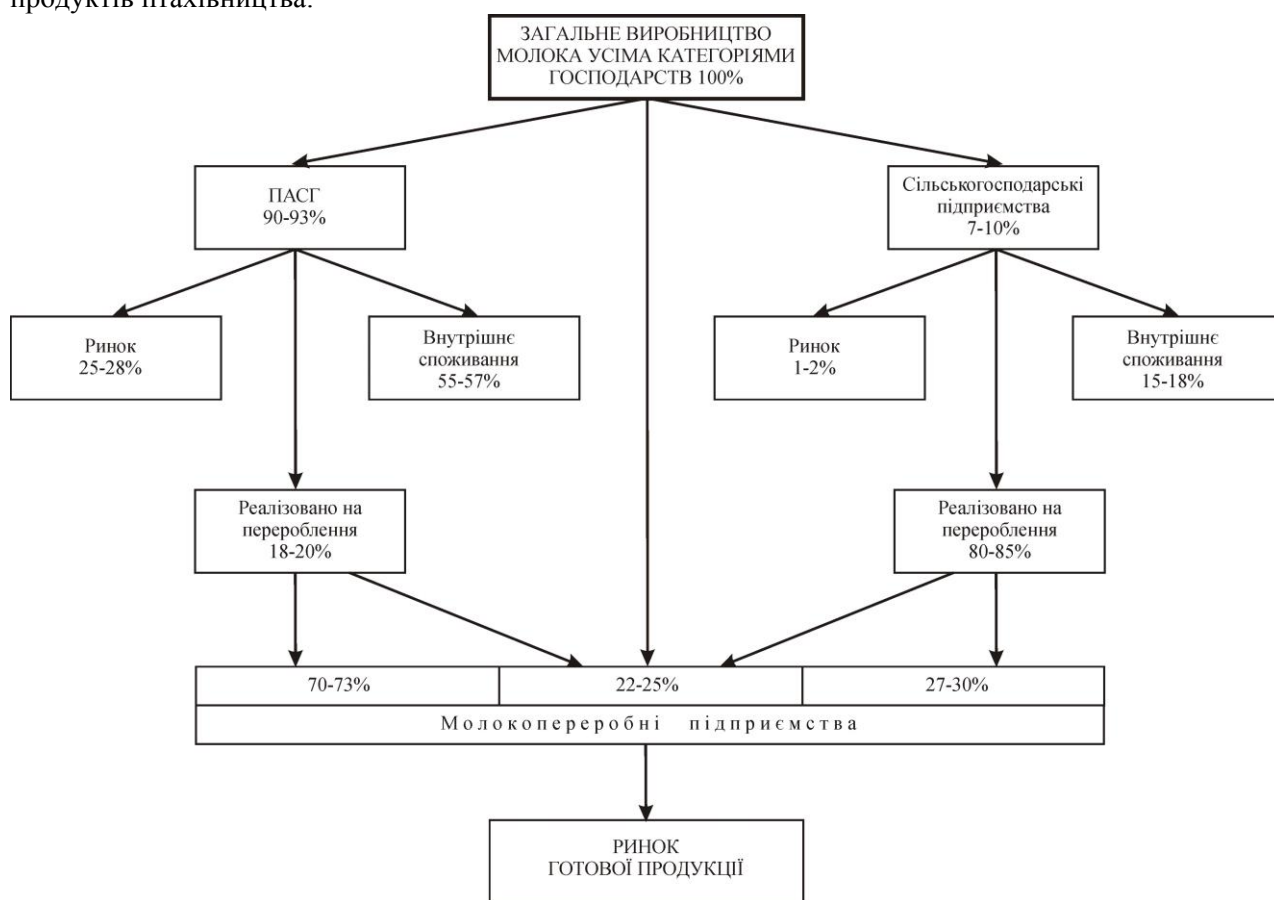 продуктів птахівництва.
ЗАГАЛЬНЕ ВИРОБНИЦТВО
МОЛОКА УСІМА КАТЕГОРІЯМИ
ГОСПОДАРСТВ 100%
ПАСГ
90-93%
Сільськогосподарські
підприємства
7-10%
Ринок
25-28%
Внутрішнє
споживання
55-57%
Ринок
1-2%
Внутрішнє
споживання
15-18%
Реалізовано на
перероблення
18-20%
Реалізовано на
перероблення
80-85%
70-73%
22-25%
27-30%
Молокопереробні підприємства
РИНОК
ГОТОВОЇ ПРОДУКЦІЇ